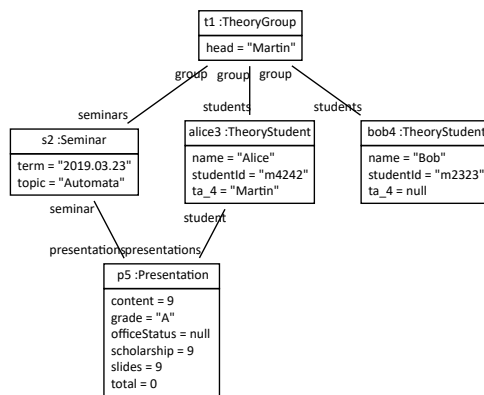 t1 :TheoryGroup
head = "Martin"
group
group
group
seminars
students
students
s2 :Seminar
term = "2019.03.23"
topic = "Automata"
alice3 :TheoryStudent
name = "Alice"
studentId = "m4242"
ta_4 = "Martin"
bob4 :TheoryStudent
name = "Bob"
studentId = "m2323"
ta_4 = null
seminar
student
presentations
presentations
p5 :Presentation
content = 9
grade = "A"
officeStatus = null
scholarship = 9
slides = 9
total = 0